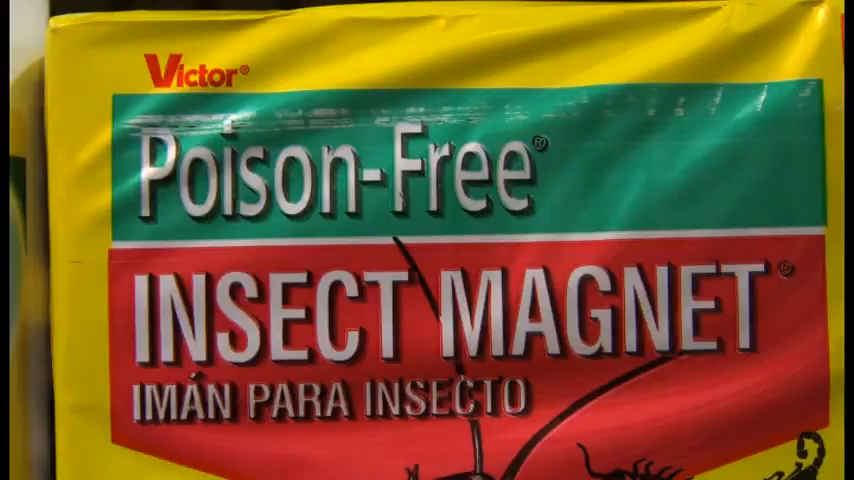 Victor®
Poison-Free®
INSECT MAGNET®
IMÁN PARA INSECTO